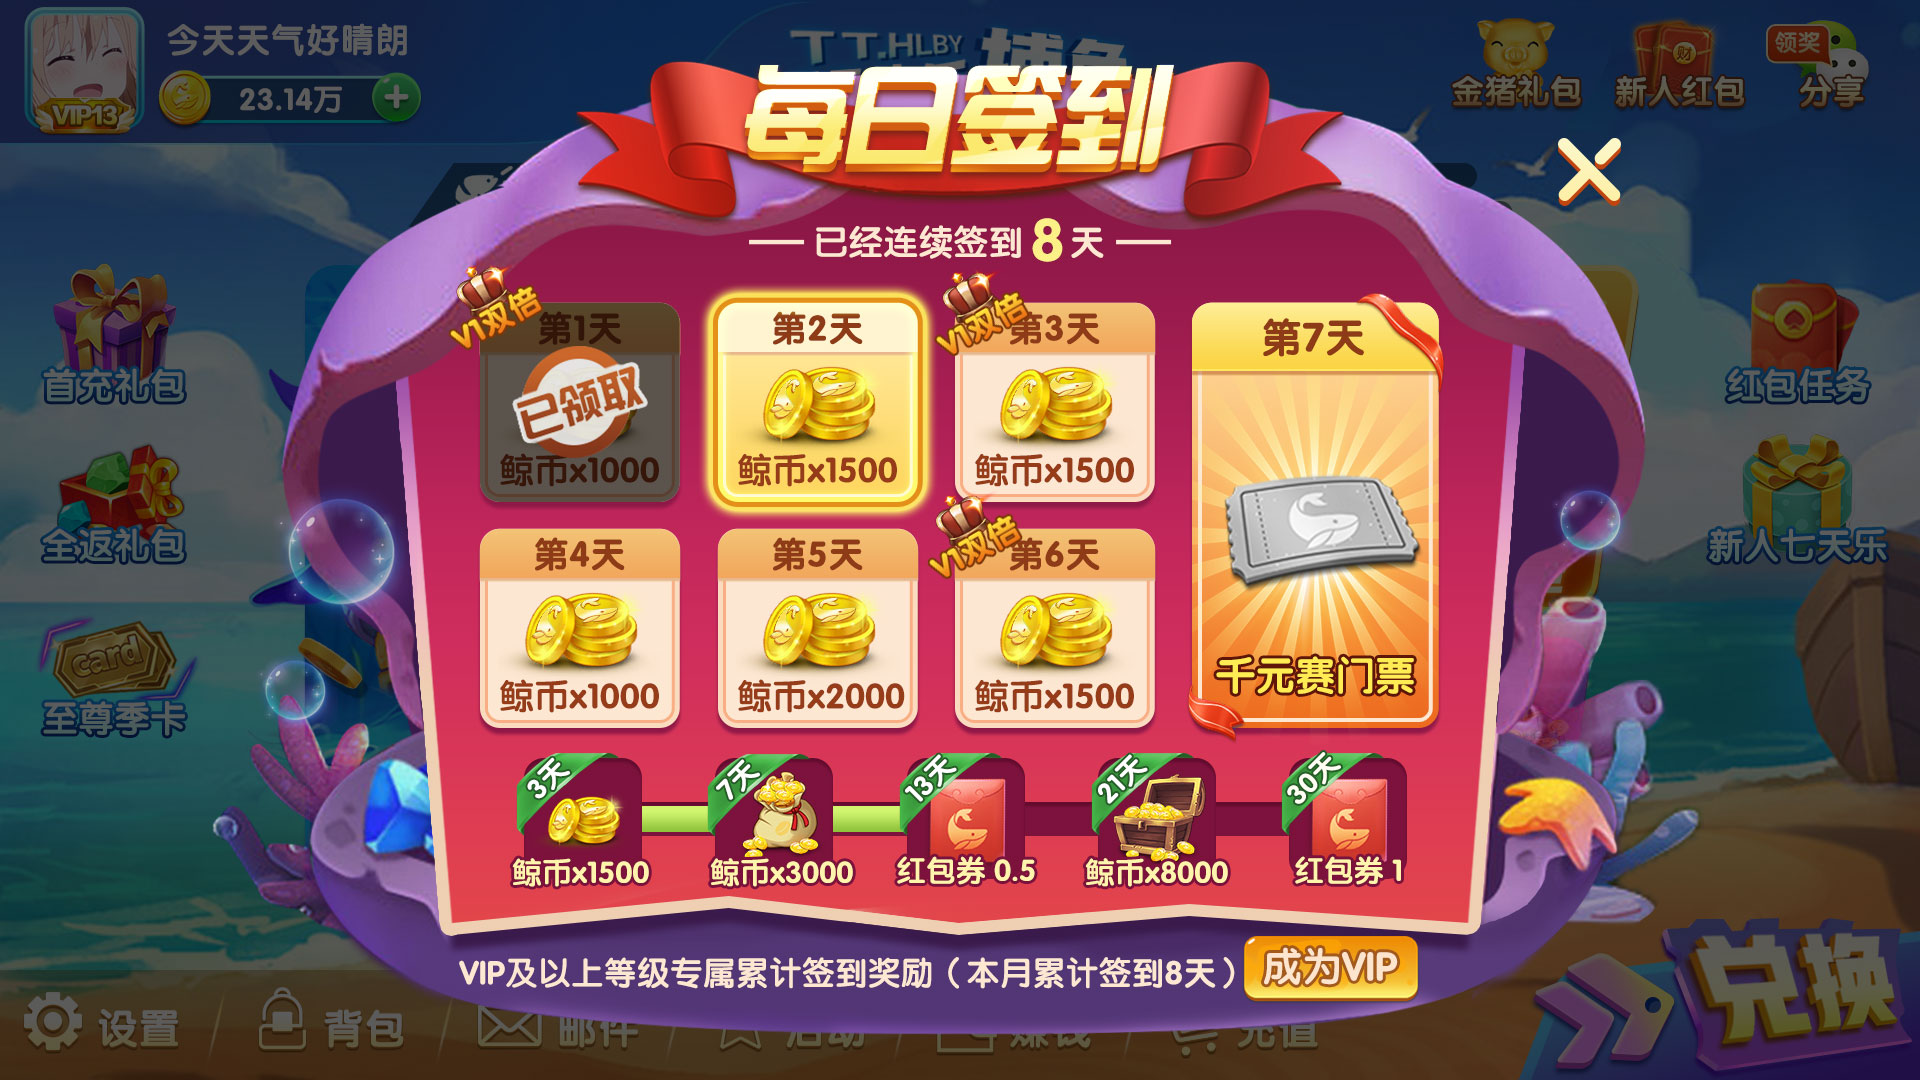 今天天气好晴朗
VIP13
23.14万
TT.HLBY
捕鱼
金猪礼包
新人红包
领奖
分享
每日签到
已经连续签到8天
V1双倍
第1天
已领取
鲸币x1000
第2天
鲸币x1500
V1双倍
第3天
鲸币x1500
第7天
千元赛门票
第4天
鲸币x1000
第5天
鲸币x2000
V1双倍
第6天
鲸币x1500
3天
鲸币x1500
7天
鲸币x3000
13天
红包券 0.5
21天
鲸币x8000
30天
红包券 1
VIP及以上等级专属累计签到奖励（本月累计签到8天）
成为VIP
首充礼包
全返礼包
card
至尊季卡
财
红包任务
新人七天乐
设置
背包
邮件
活动
赚钱
充值
兑换